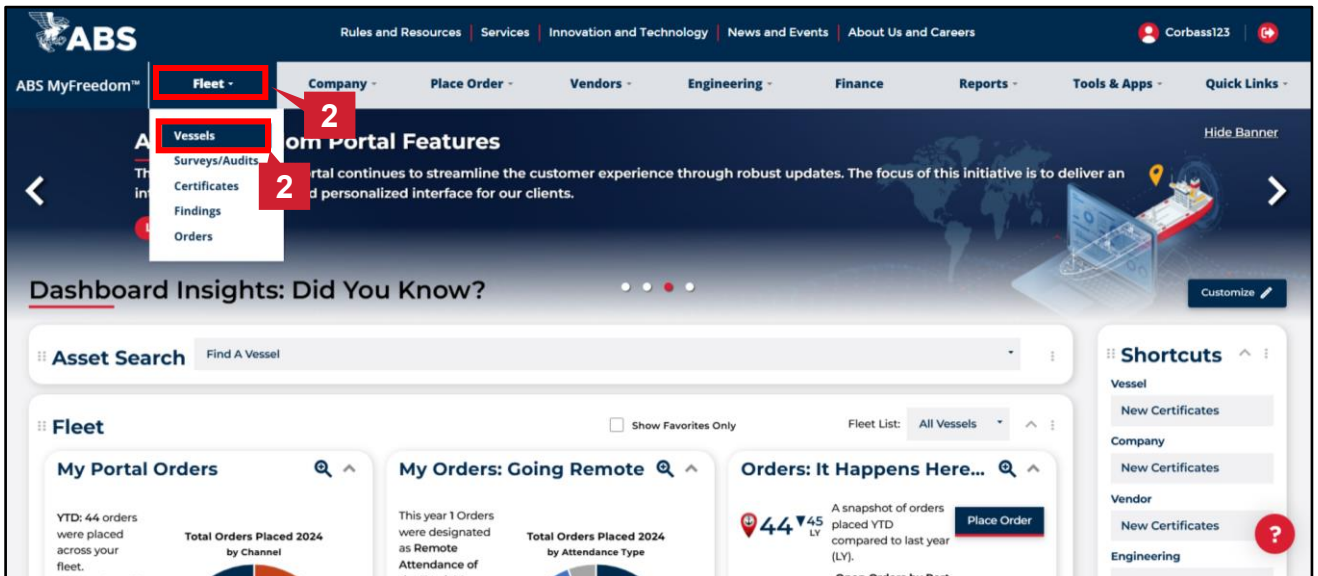 ABS
Rules and Resources | Services | Innovation and Technology | News and Events | About Us and Careers
Corbass123
ABS MyFreedom™
Fleet -
Company -
Place Order -
Vendors -
Engineering -
Finance
Reports -
Tools & Apps -
Quick Links -
2
Vessels
Surveys/Audits
Certificates
Findings
Orders
2
om Portal Features
Hide Banner
rtal continues to streamline the customer experience through robust updates. The focus of this initiative is to deliver an
d personalized interface for our clients.
Dashboard Insights: Did You Know?
Customize
Asset Search
Find A Vessel
Fleet
Show Favorites Only
Fleet List:
All Vessels
My Portal Orders
YTD: 44 orders
were placed
across your
fleet.
Total Orders Placed 2024
by Channel
My Orders: Going Remote
This year 1 Orders
were designated
as Remote
Attendance of
Total Orders Placed 2024
by Attendance Type
Orders: It Happens Here...
44 ▼45
LY
A snapshot of orders
placed YTD
compared to last year
(LY).
Place Order
Shortcuts
Vessel
New Certificates
Company
New Certificates
Vendor
New Certificates
Engineering
?